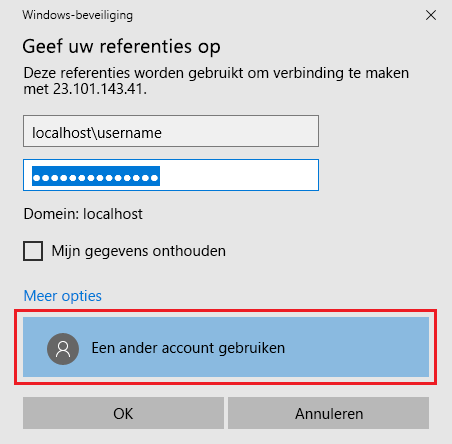 Windows-beveiliging
Geef uw referenties op
Deze referenties worden gebruikt om verbinding te maken
met 23.101.143.41.
localhost\username
●●●●●●●●●●●●●●
Domein: localhost
Mijn gegevens onthouden
Meer opties
Een ander account gebruiken
OK
Annuleren